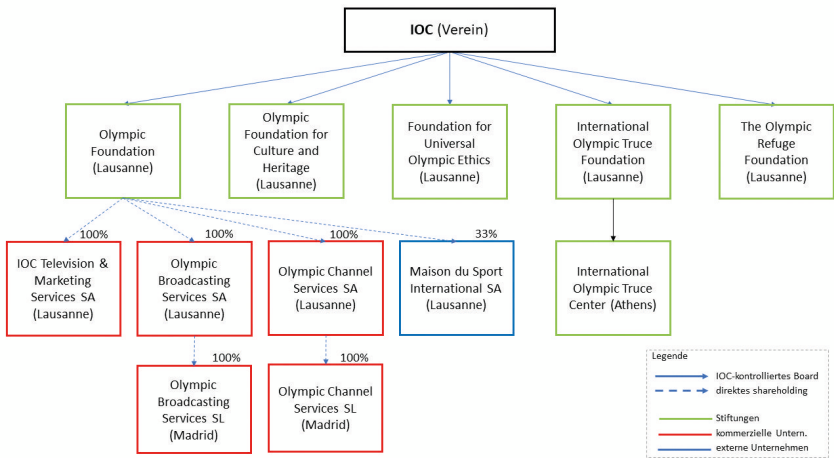 IOC (Verein)
Olympic
Foundation
(Lausanne)
Olympic
Foundation for
Culture and
Heritage
(Lausanne)
Foundation for
Universal
Olympic Ethics
(Lausanne)
International
Olympic Truce
Foundation
(Lausanne)
The Olympic
Refuge
Foundation
(Lausanne)
100%
100%
100%
33%
IOC Television &
Marketing
Services SA
(Lausanne)
Olympic
Broadcasting
Services SA
(Lausanne)
Olympic Channel
Services SA
(Lausanne)
Maison du Sport
International SA
(Lausanne)
International
Olympic Truce
Center (Athens)
100%
100%
Olympic
Broadcasting
Services SL
(Madrid)
Olympic Channel
Services SL
(Madrid)
Legende
IOC-kontrolliertes Board
direktes shareholding
Stiftungen
kommerzielle Untern.
externe Unternehmen